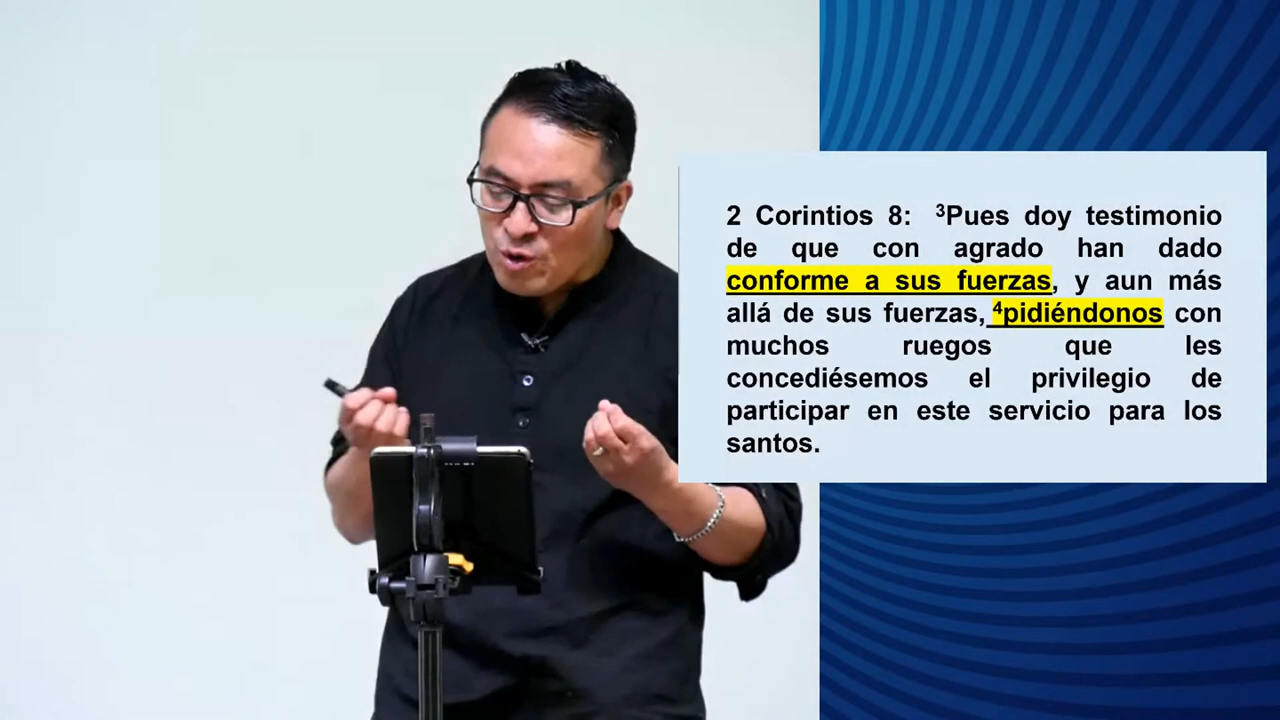 2 Corintios 8: ³Pues doy testimonio
de que con agrado han dado
conforme a sus fuerzas, y aun más
allá de sus fuerzas, ⁴pidiéndonos con
muchos ruegos que les
concediésemos el privilegio de
participar en este servicio para los
santos.